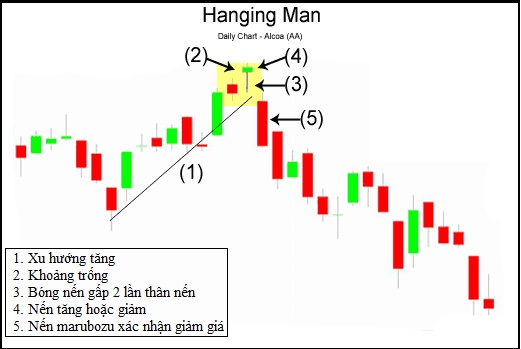 Hanging Man
Daily Chart - Alcoa (AA)
(2)
(4)
(3)
(5)
(1)
1. Xu hướng tăng
2. Khoảng trống
3. Bóng nến gấp 2 lần thân nến
4. Nến tăng hoặc giảm
5. Nến marubozu xác nhận giảm giá